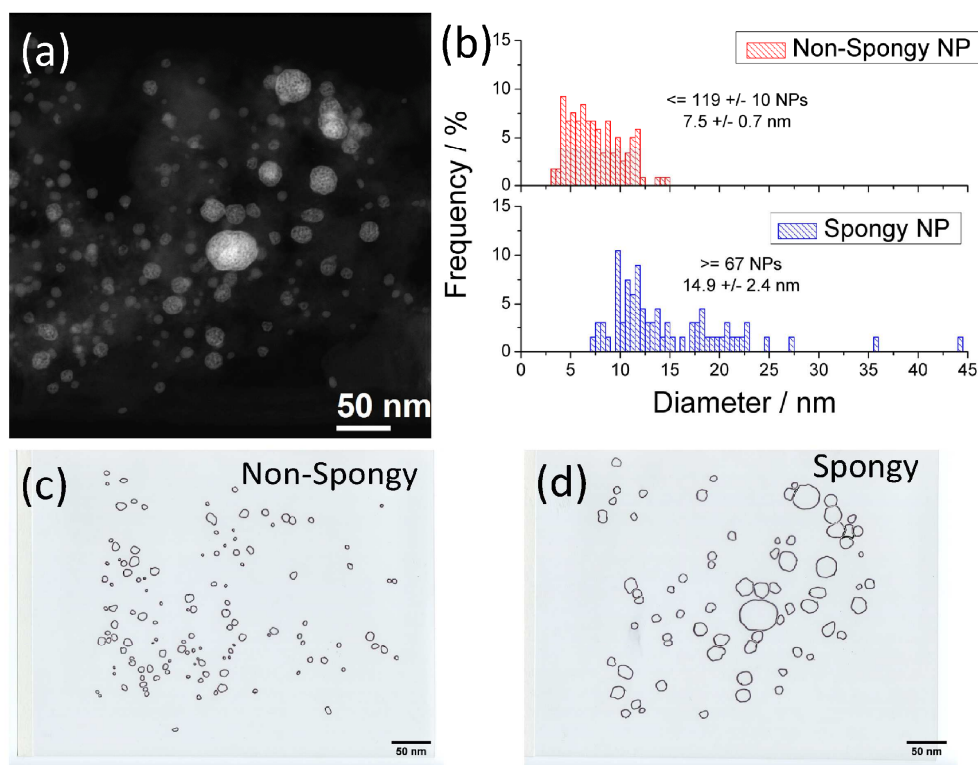 (a)
50 nm
(b)
Frequency / %
15
10
5
0
Non-Spongy NP
<= 119 +/- 10 NPs
7.5 +/- 0.7 nm
15
10
5
0
Spongy NP
>= 67 NPs
14.9 +/- 2.4 nm
0 5 10 15 20 25 30 35 40 45
Diameter / nm
(c)
Non-Spongy
50 nm
(d)
Spongy
50 nm